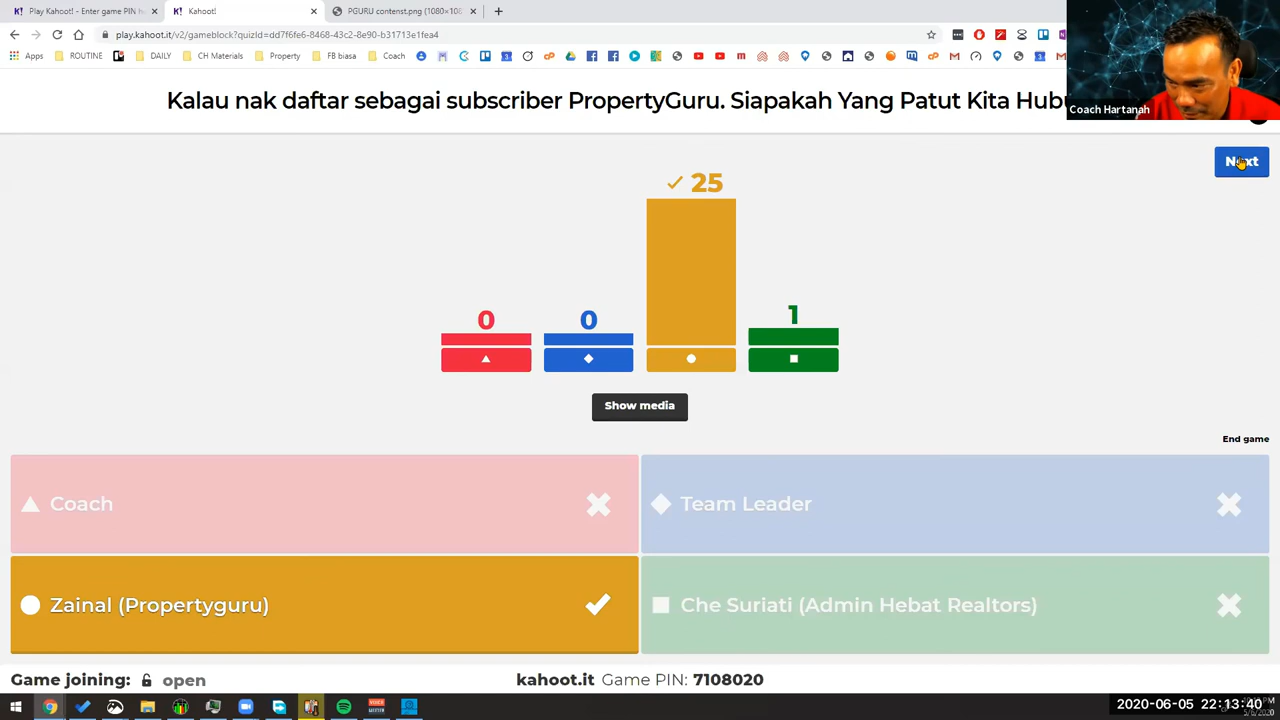 Play Kahoot! - Enter game PIN h
Kahoot!
PGURU contenst.png (1080×108
play.kahoot.it/v2/gameblock?quizId=dd7f6fe6-8468-43c2-8e90-b31713e1fea4
Apps
ROUTINE
DAILY
CH Materials
Property
FB biasa
Coach
Coach Hartanah
Kalau nak daftar sebagai subscriber PropertyGuru. Siapakah Yang Patut Kita Hub
Next
0
0
25
1
Show media
End game
Coach
Team Leader
Zainal (Propertyguru)
Che Suriati (Admin Hebat Realtors)
Game joining: open
kahoot.it Game PIN: 7108020
2020-06-05 22:13:40